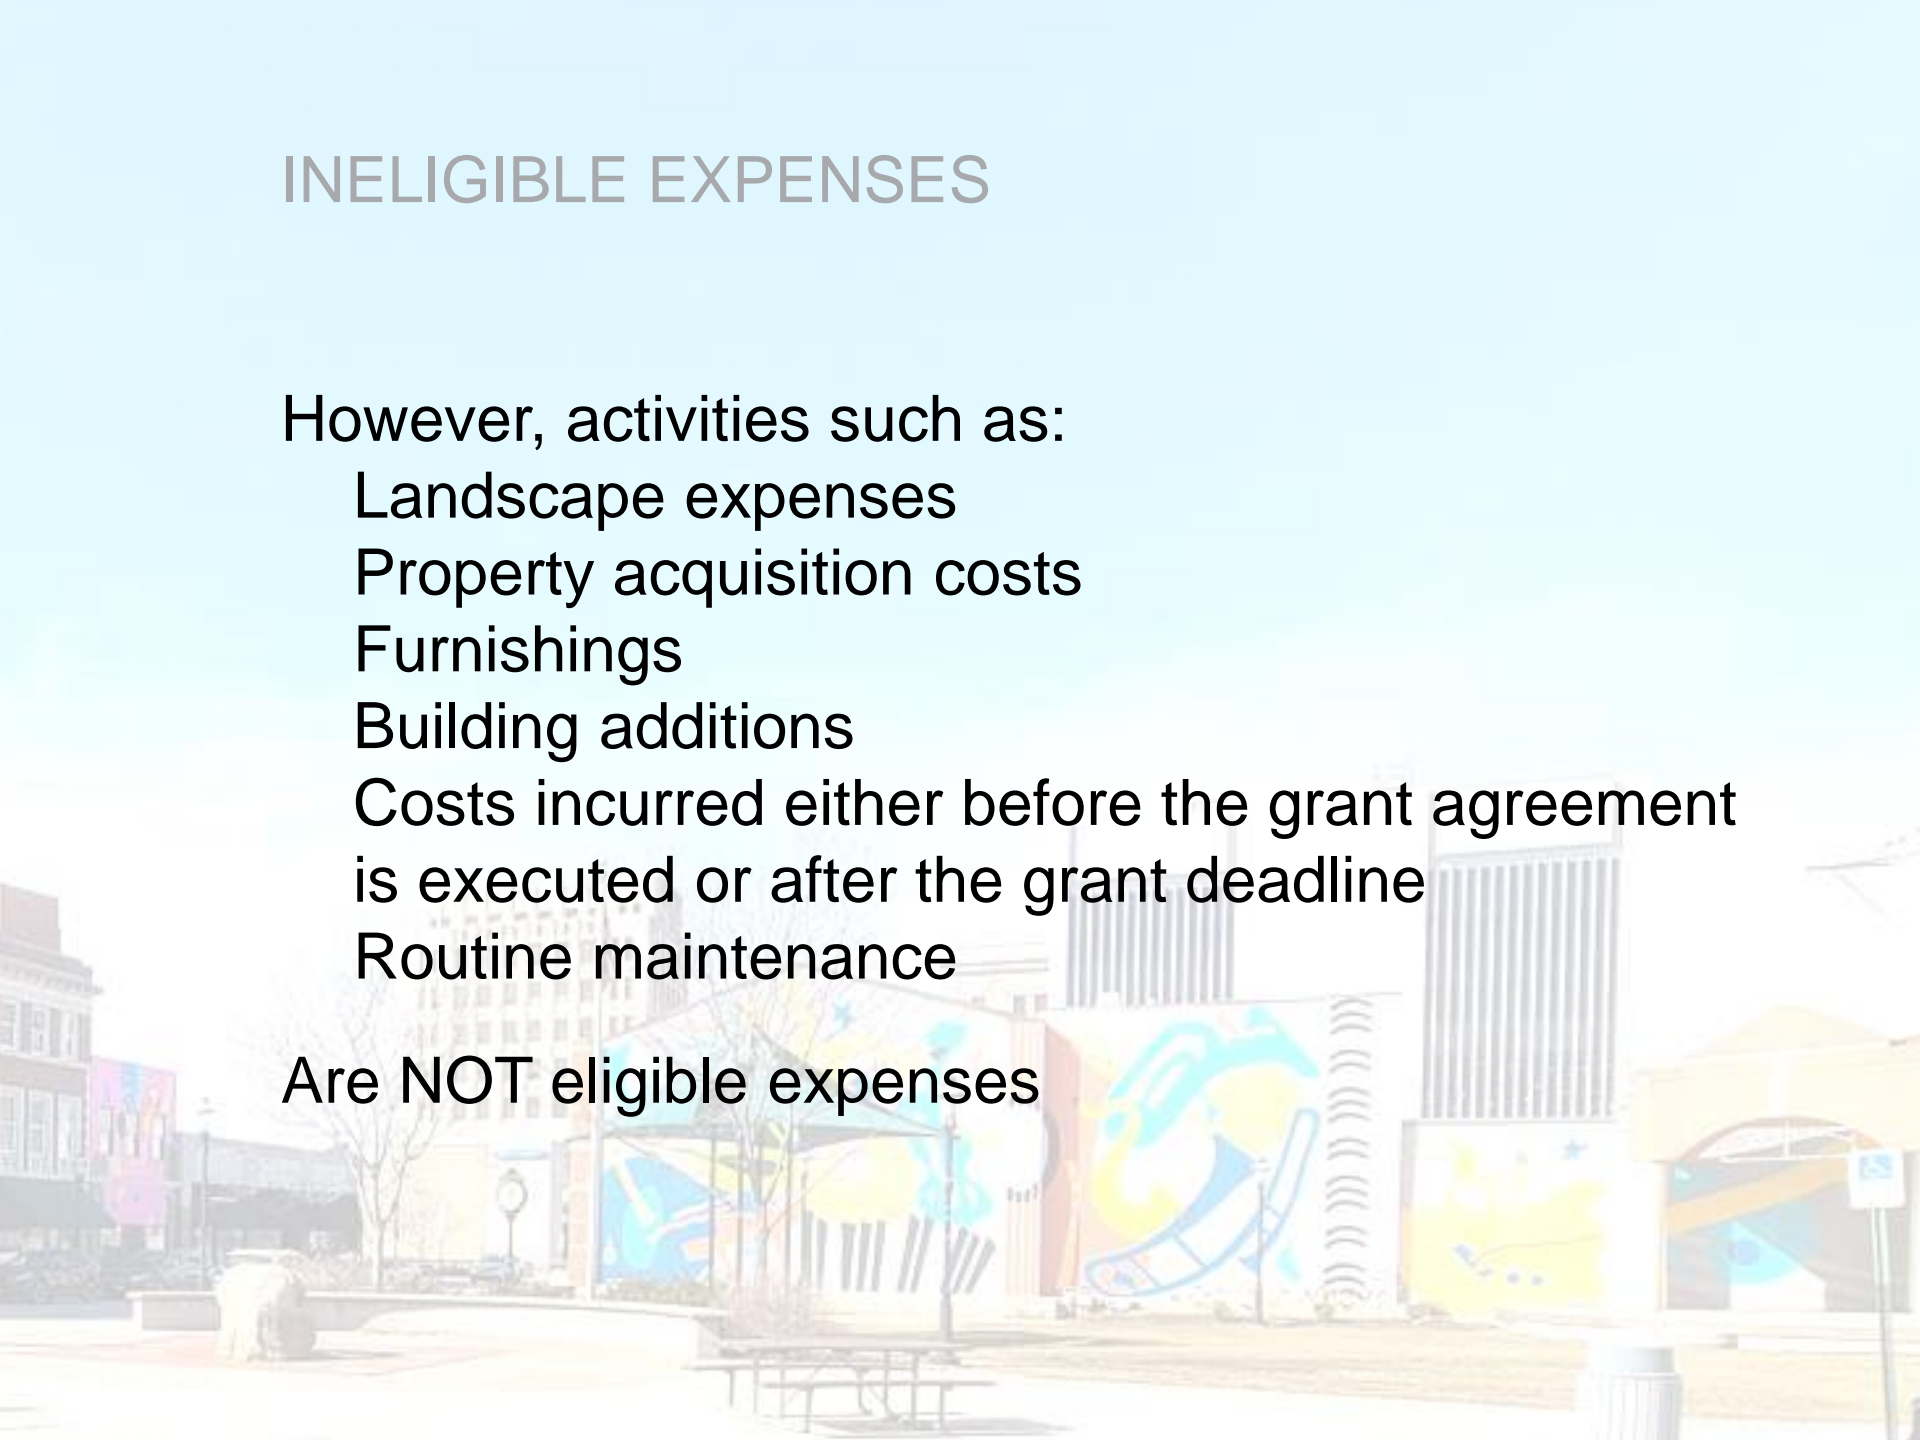 INELIGIBLE EXPENSES
However, activities such as:
Landscape expenses
Property acquisition costs
Furnishings
Building additions
Costs incurred either before the grant agreement
is executed or after the grant deadline
Routine maintenance
Are NOT eligible expenses